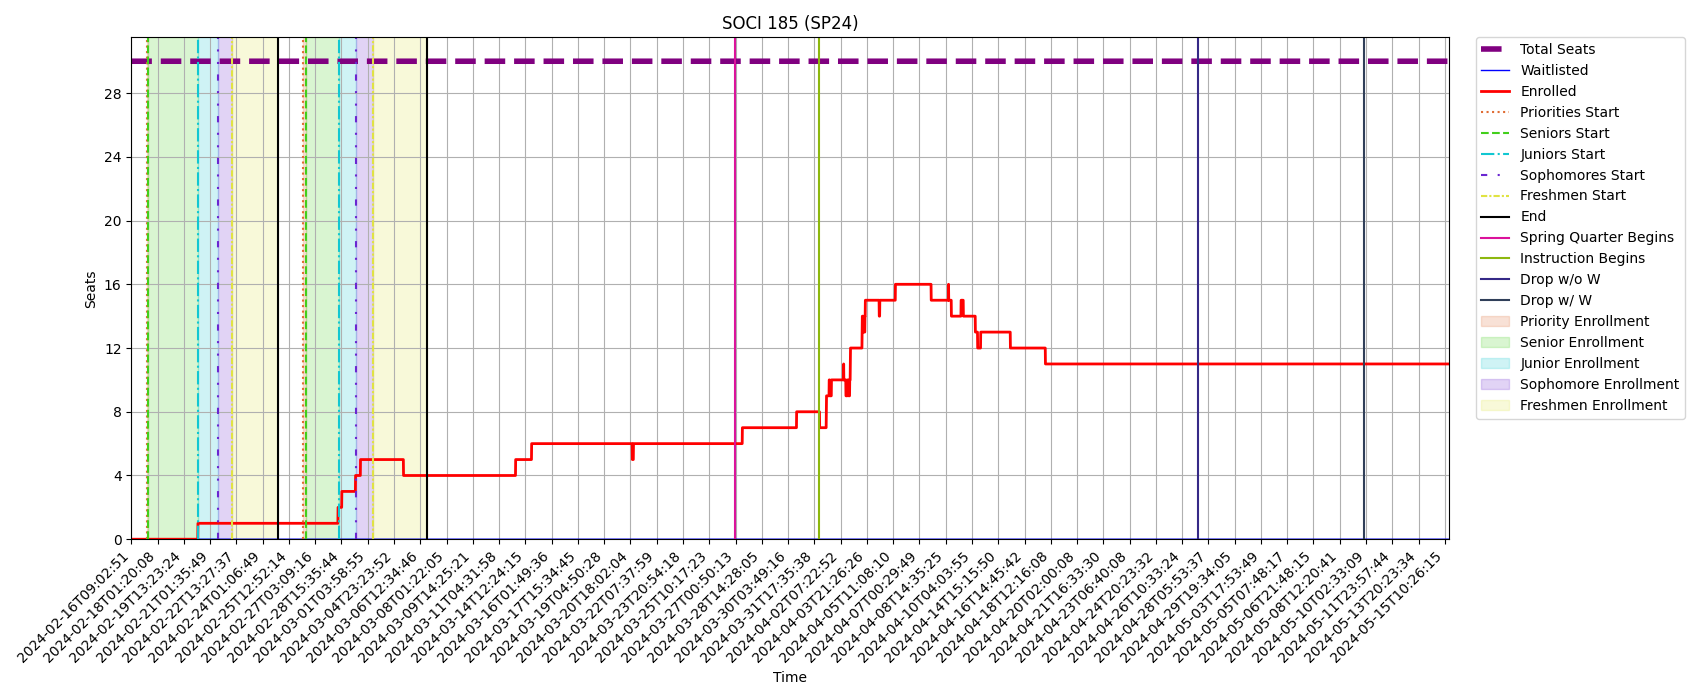 SOCI 185 (SP24)
Total Seats
Waitlisted
Enrolled
Priorities Start
Seniors Start
Juniors Start
Sophomores Start
Freshmen Start
End
Spring Quarter Begins
Instruction Begins
Drop w/o W
Drop w/ W
Priority Enrollment
Senior Enrollment
Junior Enrollment
Sophomore Enrollment
Freshmen Enrollment
Seats
28
24
20
16
12
8
4
0
2024-02-16T09:02:51
2024-02-18T01:20:08
2024-02-19T13:23:24
2024-02-21T01:35:49
2024-02-22T13:27:37
2024-02-24T01:06:49
2024-02-25T12:52:14
2024-02-27T03:09:16
2024-02-28T15:35:44
2024-03-01T03:58:55
2024-03-04T23:23:52
2024-03-06T12:34:46
2024-03-08T01:22:05
2024-03-09T14:25:21
2024-03-11T04:31:58
2024-03-14T12:24:15
2024-03-16T01:49:36
2024-03-17T15:34:45
2024-03-19T04:50:28
2024-03-20T18:02:04
2024-03-22T07:37:59
2024-03-23T20:54:18
2024-03-25T10:17:23
2024-03-27T00:50:13
2024-03-28T14:28:05
2024-03-30T03:49:16
2024-03-31T17:35:38
2024-04-02T07:22:52
2024-04-03T21:26:26
2024-04-05T11:08:10
2024-04-07T00:29:49
2024-04-08T14:35:25
2024-04-10T04:03:55
2024-04-14T15:15:50
2024-04-16T14:45:42
2024-04-18T12:16:08
2024-04-20T02:00:08
2024-04-21T16:33:30
2024-04-23T06:40:08
2024-04-24T20:23:32
2024-04-26T10:33:24
2024-04-28T05:53:37
2024-04-29T19:34:05
2024-05-03T17:53:49
2024-05-05T07:48:17
2024-05-06T21:48:15
2024-05-08T12:20:41
2024-05-10T02:33:09
2024-05-11T23:57:44
2024-05-13T20:23:34
2024-05-15T10:26:15
Time